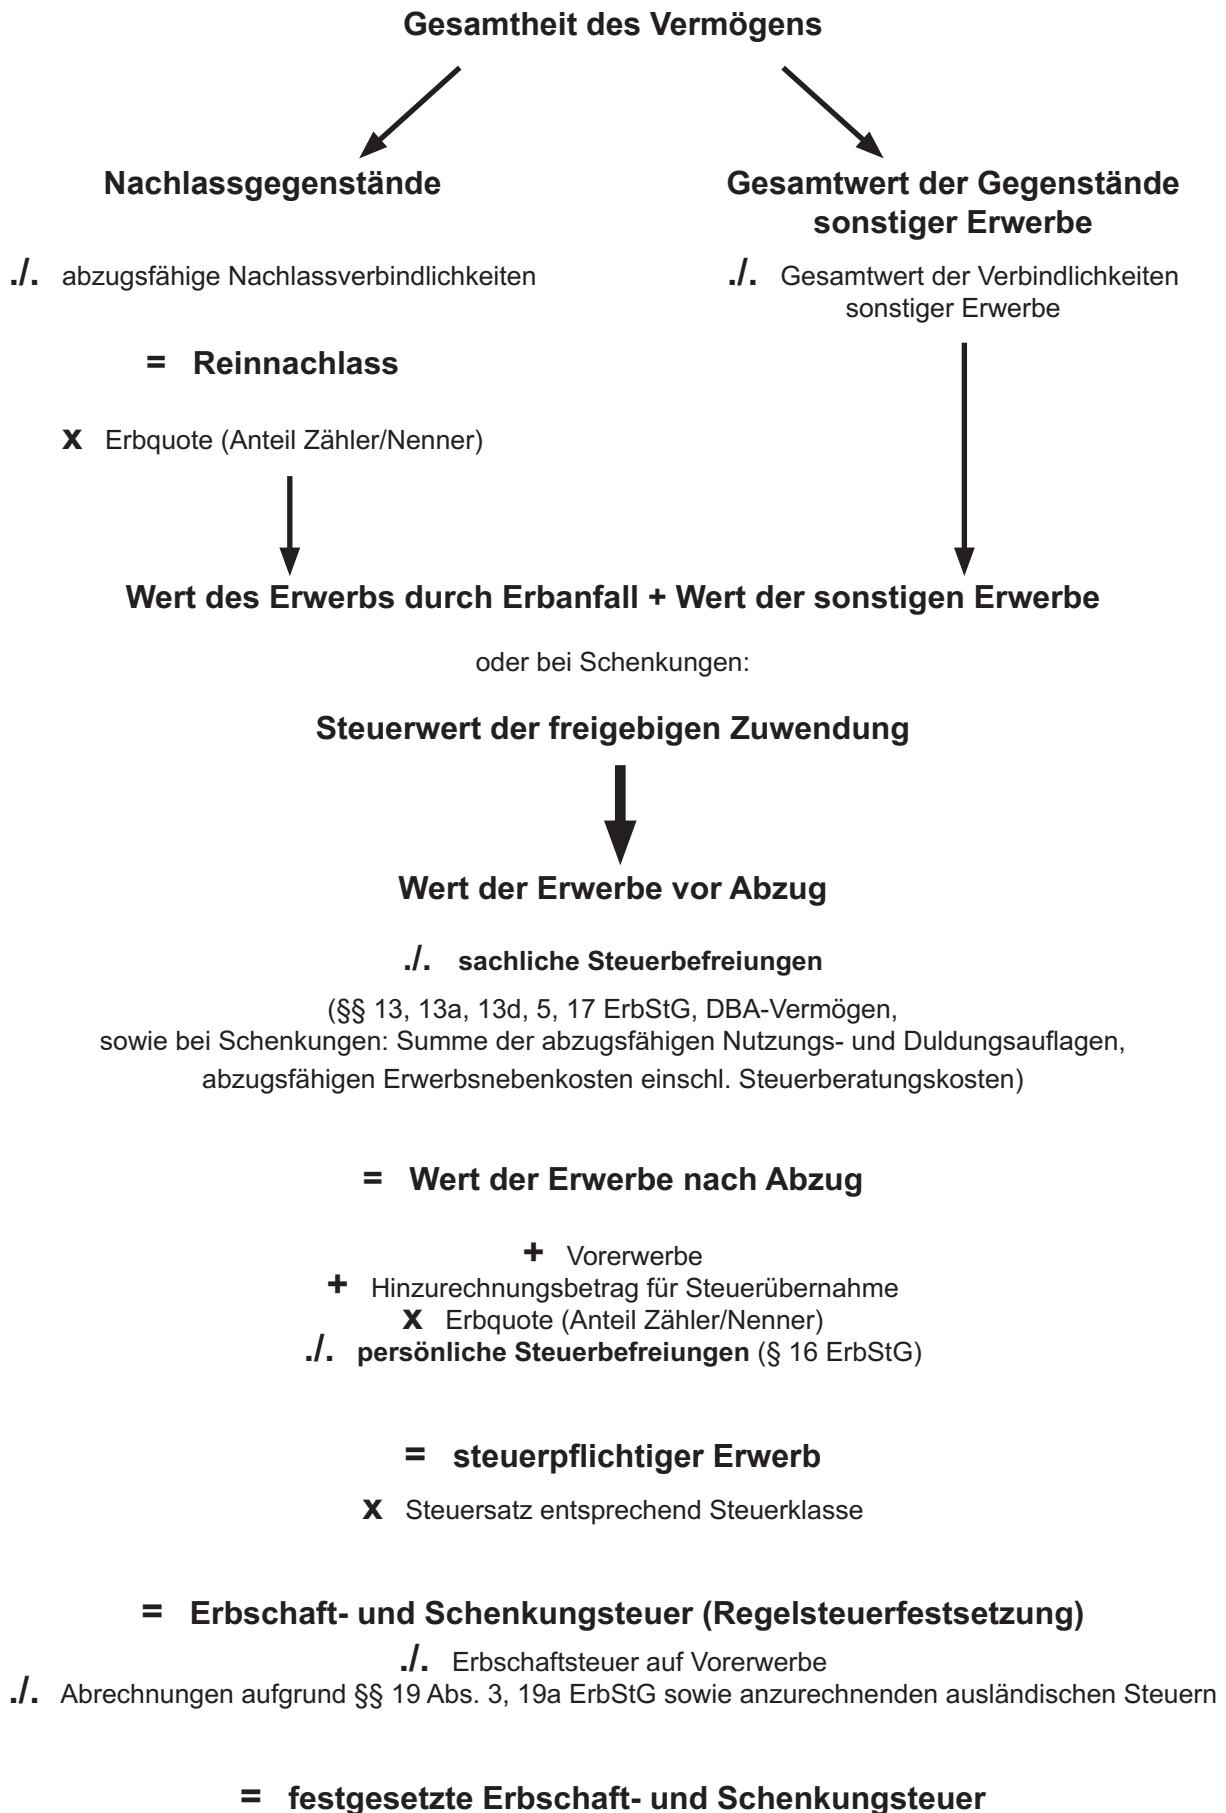 Gesamtheit des Vermögens
Nachlassgegenstände
./. abzugsfähige Nachlassverbindlichkeiten
= Reinnachlass
x Erbquote (Anteil Zähler/Nenner)
Gesamtwert der Gegenstände
sonstiger Erwerbe
./. Gesamtwert der Verbindlichkeiten
sonstiger Erwerbe
Wert des Erwerbs durch Erbanfall + Wert der sonstigen Erwerbe
oder bei Schenkungen:
Steuerwert der freigebigen Zuwendung
Wert der Erwerbe vor Abzug
./. sachliche Steuerbefreiungen
(§§ 13, 13a, 13d, 5, 17 ErbStG, DBA-Vermögen,
sowie bei Schenkungen: Summe der abzugsfähigen Nutzungs- und Duldungsauflagen,
abzugsfähigen Erwerbsnebenkosten einschl. Steuerberatungskosten)
= Wert der Erwerbe nach Abzug
+ Vorerwerbe
+ Hinzurechnungsbetrag für Steuerübernahme
x Erbquote (Anteil Zähler/Nenner)
./. persönliche Steuerbefreiungen (§ 16 ErbStG)
= steuerpflichtiger Erwerb
x Steuersatz entsprechend Steuerklasse
= Erbschaft- und Schenkungsteuer (Regelsteuerfestsetzung)
./. Erbschaftsteuer auf Vorerwerbe
./. Abrechnungen aufgrund §§ 19 Abs. 3, 19a ErbStG sowie anzurechnenden ausländischen Steuern
= festgesetzte Erbschaft- und Schenkungsteuer